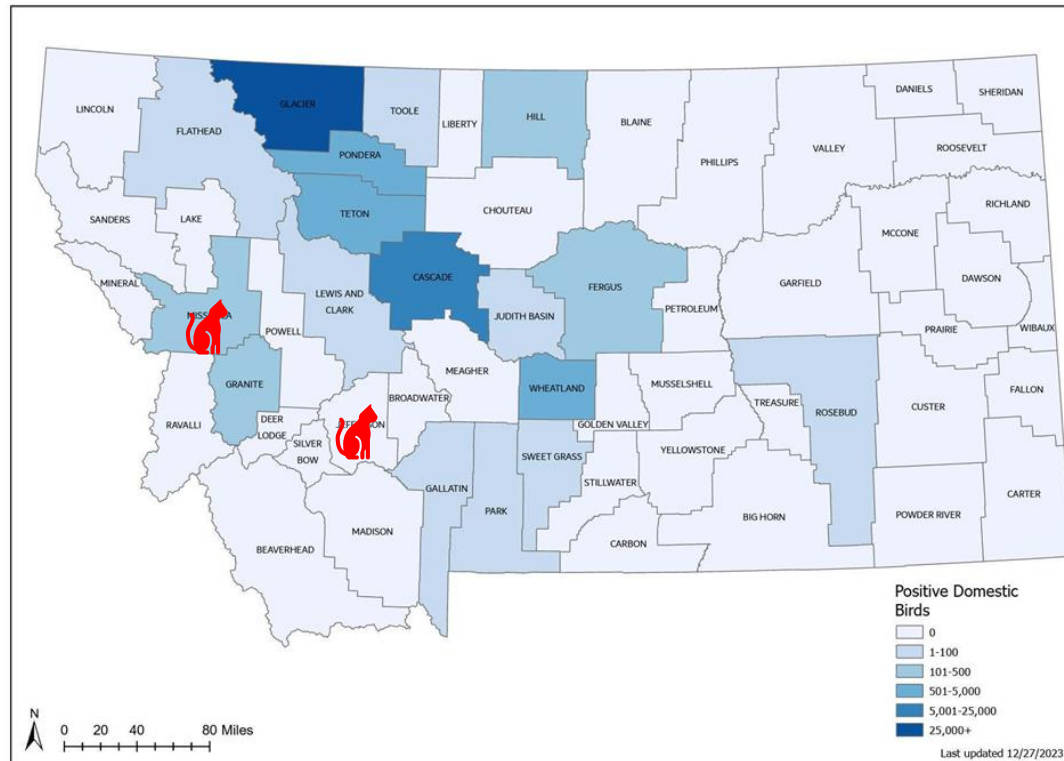 LINCOLN
FLATHEAD
GLACIER
TOOLE
LIBERTY
HILL
BLAINE
PHILLIPS
VALLEY
DANIELS
SHERIDAN
ROOSEVELT
PONDERA
TETON
CHOUTEAU
SANDERS
LAKE
RICHLAND
MCCONE
DAWSON
GARFIELD
MINERAL
CASCADE
FERGUS
PETROLEUM
LEWIS AND
CLARK
JUDITH BASIN
POWELL
PRAIRIE
WIBAUX
MEAGHER
WHEATLAND
MUSSELSHELL
TREASURE
ROSEBUD
CUSTER
FALLON
GRANITE
RAVALLI
DEER
LODGE
SILVER
BOW
BROADWATER
GOLDEN VALLEY
SWEET GRASS
STILLWATER
YELLOWSTONE
GALLATIN
PARK
BIG HORN
POWDER RIVER
CARTER
BEAVERHEAD
MADISON
CARBON
Positive Domestic
Birds
0
1-100
101-500
501-5,000
5,001-25,000
25,000+
N
0 20 40 80 Miles
Last updated 12/27/2023